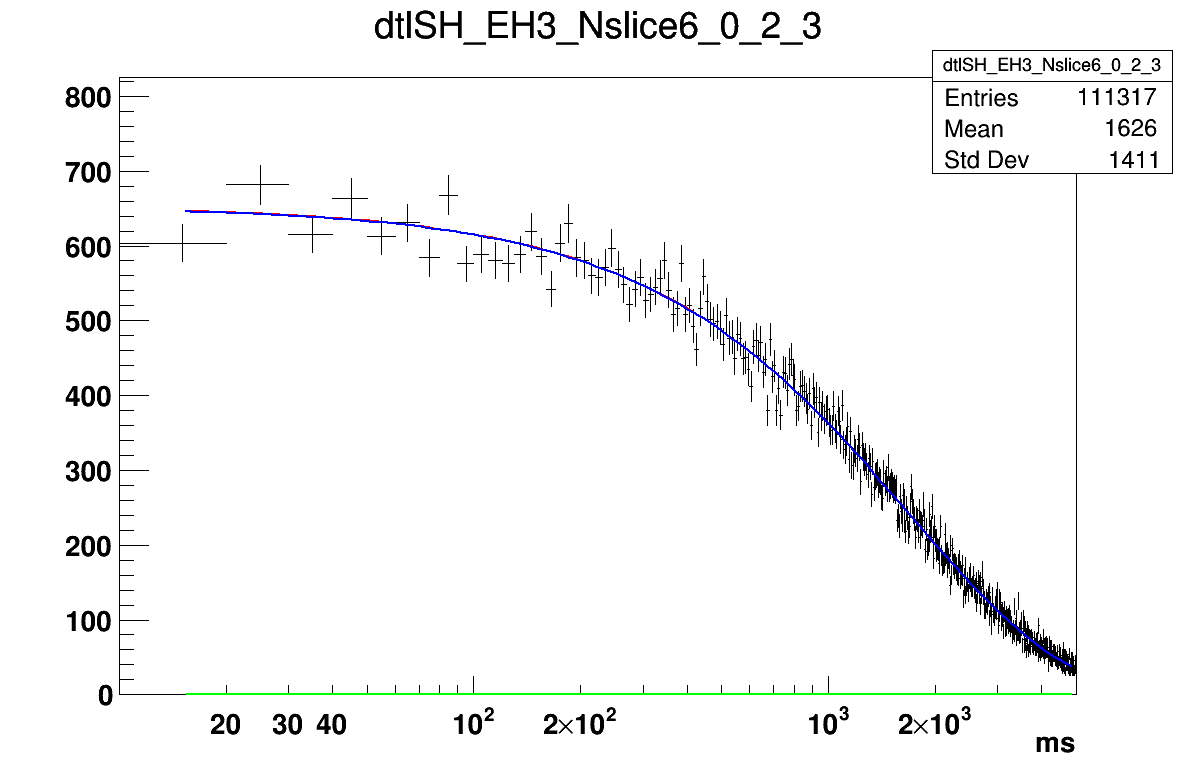 dtlSH_EH3_Nslice6_0_2_3
dtlSH_EH3_Nslice6_0_2_3
Entries 111317
Mean 1626
Std Dev 1411
800
700
600
500
400
300
200
100
0
20 30 40 10² 2×10² 10³ 2×10³
ms